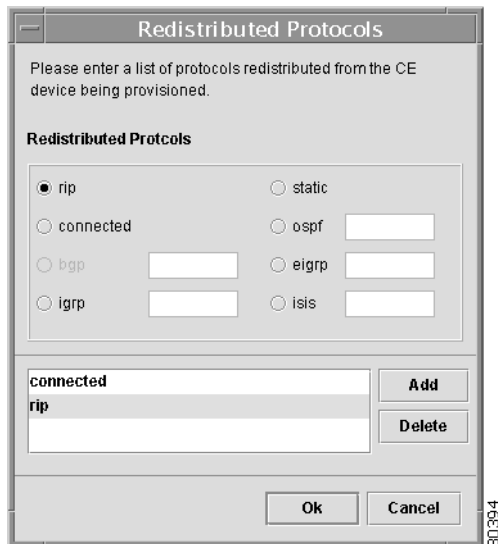 Redistributed Protocols
Please enter a list of protocols redistributed from the CE
device being provisioned.
Redistributed Protcols
rip
static
connected
ospf
bgp
eigrp
igrp
isis
connected
rip
Add
Delete
Ok
Cancel
30394